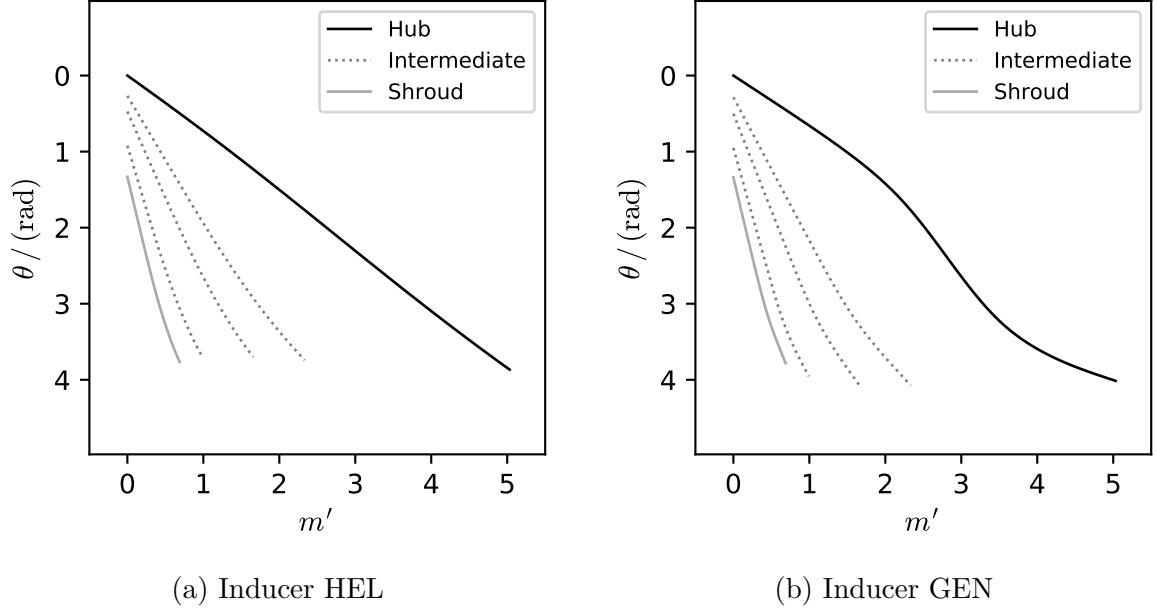 Hub
Intermediate
Shroud
0
1
2
3
4
θ / (rad)
0 1 2 3 4 5
m′
(a) Inducer HEL
Hub
Intermediate
Shroud
0
1
2
3
4
θ / (rad)
0 1 2 3 4 5
m′
(b) Inducer GEN